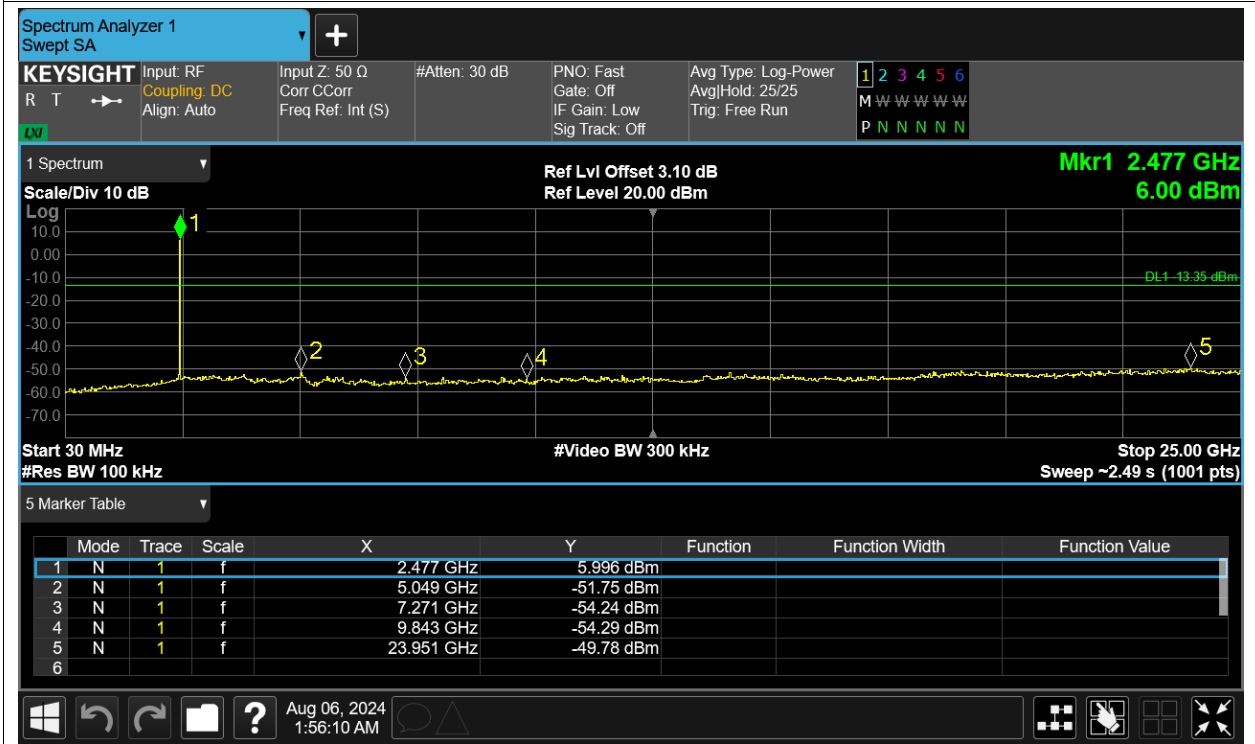 Spectrum Analyzer 1
Swept SA
+
KEYSIGHT
R T
LXI
Input: RF
Coupling: DC
Align: Auto
Input Z: 50 Ω
Corr CCorr
Freq Ref: Int (S)
#Atten: 30 dB
PNO: Fast
Gate: Off
IF Gain: Low
Sig Track: Off
Avg Type: Log-Power
Avg|Hold: 25/25
Trig: Free Run
1 2 3 4 5 6
M W W W W W
P N N N N N
1 Spectrum
Scale/Div 10 dB
Ref Lvl Offset 3.10 dB
Ref Level 20.00 dBm
Mkr1 2.477 GHz
6.00 dBm
Log
10.0
0.00
-10.0
-20.0
-30.0
-40.0
-50.0
-60.0
-70.0
1
2
3
4
5
DL1 -13.35 dBm
Start 30 MHz
#Res BW 100 kHz
#Video BW 300 kHz
Stop 25.00 GHz
Sweep ~2.49 s (1001 pts)
5 Marker Table
Mode Trace Scale X Y Function Function Width Function Value
1 N 1 f 2.477 GHz 5.996 dBm
2 N 1 f 5.049 GHz -51.75 dBm
3 N 1 f 7.271 GHz -54.24 dBm
4 N 1 f 9.843 GHz -54.29 dBm
5 N 1 f 23.951 GHz -49.78 dBm
6
?
Aug 06, 2024
1:56:10 AM